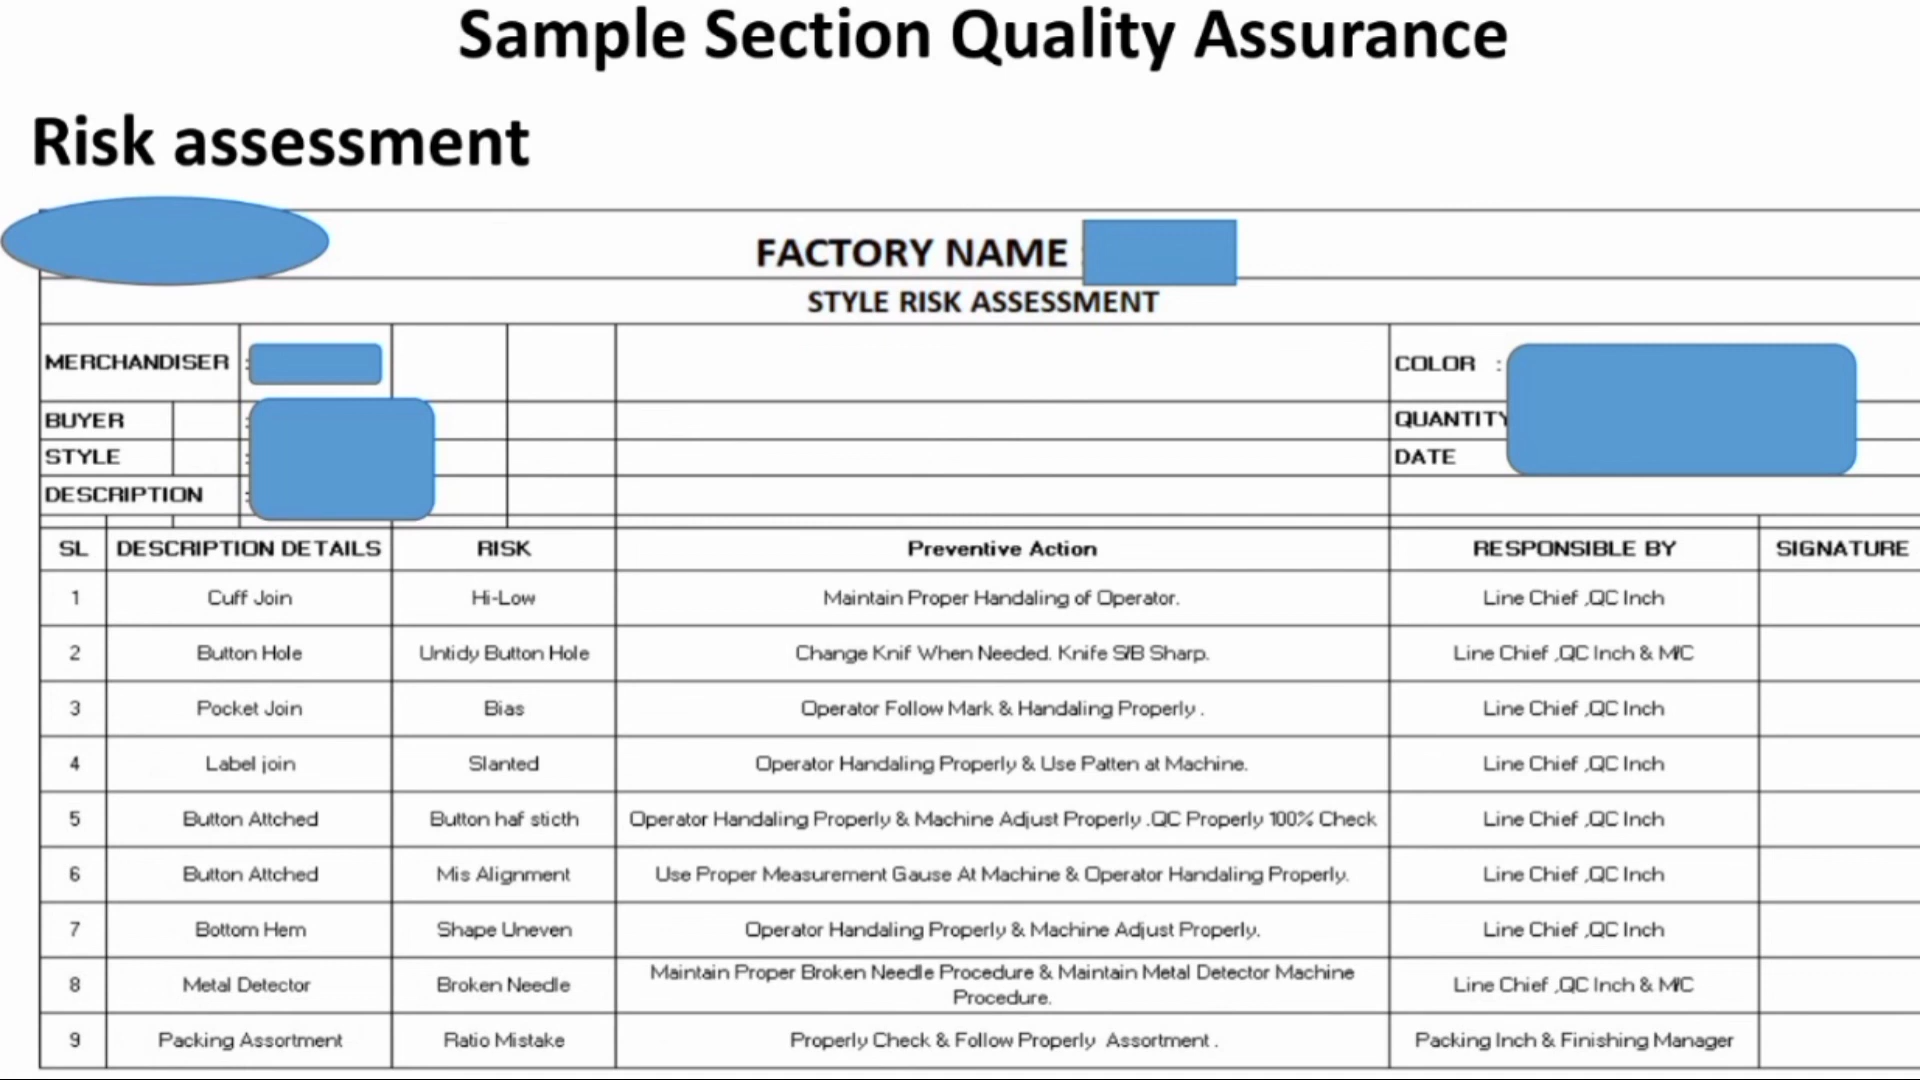 Sample Section Quality Assurance
Risk assessment
FACTORY NAME
STYLE RISK ASSESSMENT
MERCHANDISER : COLOR :
BUYER : QUANTITY
STYLE : DATE
DESCRIPTION :
SL DESCRIPTION DETAILS RISK Preventive Action RESPONSIBLE BY SIGNATURE
1 Cuff Join Hi-Low Maintain Proper Handaling of Operator. Line Chief ,QC Inch
2 Button Hole Untidy Button Hole Change Knif When Needed. Knife S/B Sharp. Line Chief ,QC Inch & M/C
3 Pocket Join Bias Operator Follow Mark & Handaling Properly . Line Chief ,QC Inch
4 Label join Slanted Operator Handaling Properly & Use Patten at Machine. Line Chief ,QC Inch
5 Button Attched Button haf sticth Operator Handaling Properly & Machine Adjust Properly .QC Properly 100% Check Line Chief ,QC Inch
6 Button Attched Mis Alignment Use Proper Measurement Gause At Machine & Operator Handaling Properly. Line Chief ,QC Inch
7 Bottom Hem Shape Uneven Operator Handaling Properly & Machine Adjust Properly. Line Chief ,QC Inch
8 Metal Detector Broken Needle Maintain Proper Broken Needle Procedure & Maintain Metal Detector Machine Procedure. Line Chief ,QC Inch & M/C
9 Packing Assortment Ratio Mistake Properly Check & Follow Properly Assortment . Packing Inch & Finishing Manager